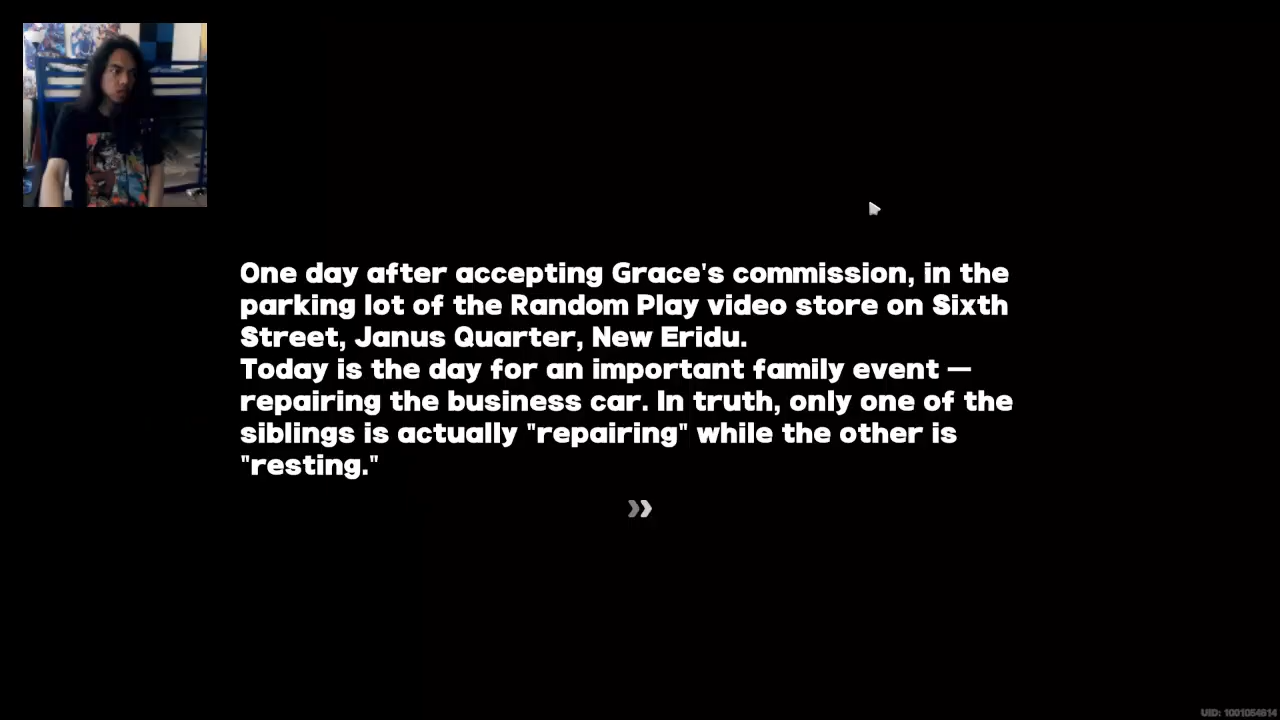 One day after accepting Grace's commission, in the
parking lot of the Random Play video store on Sixth
Street, Janus Quarter, New Eridu.
Today is the day for an important family event —
repairing the business car. In truth, only one of the
siblings is actually "repairing" while the other is
"resting."
UID: 1001054614